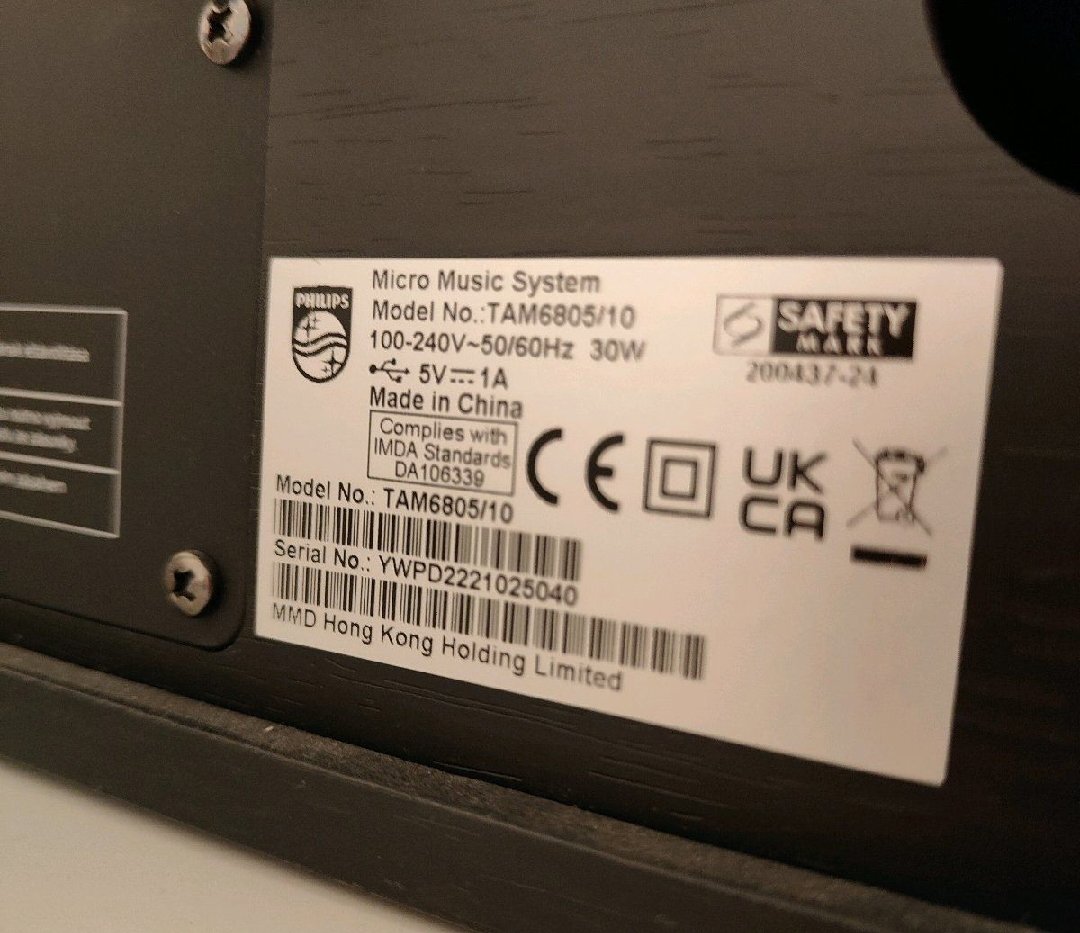 PHILIPS
Micro Music System
Model No.:TAM6805/10
100-240V~50/60Hz 30W
5V⎓1A
Made in China
Complies with
IMDA Standards
DA106339
SAFETY
MARK
200437-24
CE
UK
CA
Model No.: TAM6805/10
Serial No.: YWPD2221025040
MMD Hong Kong Holding Limited